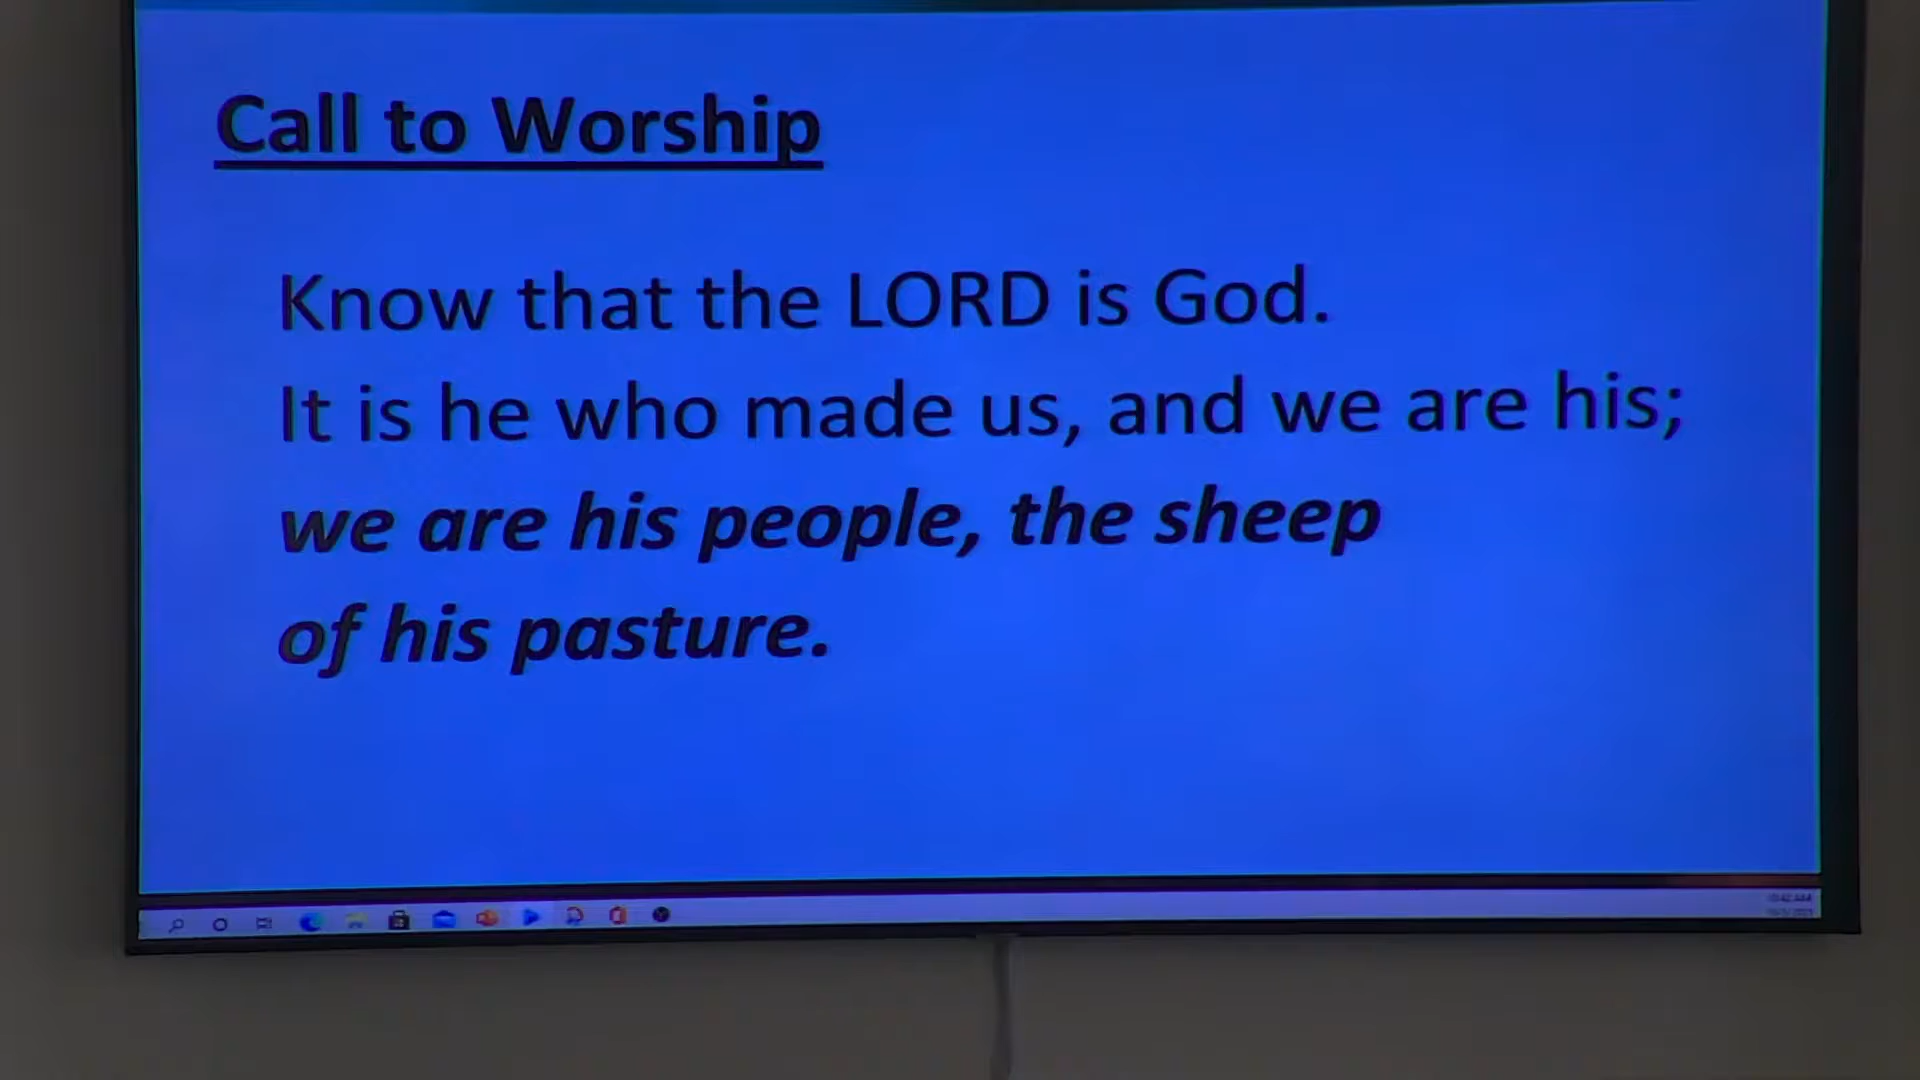 Call to Worship
Know that the LORD is God.
It is he who made us, and we are his;
we are his people, the sheep
of his pasture.